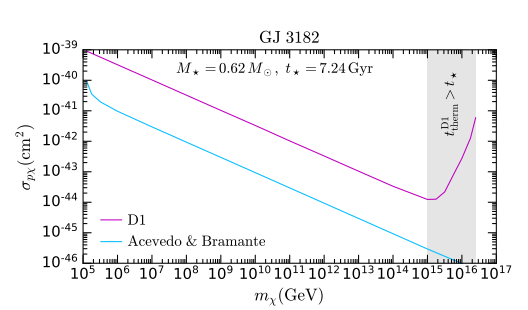 GJ 3182
M⋆ = 0.62 M⊙, t⋆ = 7.24 Gyr
t^D1_therm > t⋆
σpχ(cm²)
10^-39
10^-40
10^-41
10^-42
10^-43
10^-44
10^-45
10^-46
D1
Acevedo & Bramante
10^5 10^6 10^7 10^8 10^9 10^10 10^11 10^12 10^13 10^14 10^15 10^16 10^17
mχ(GeV)